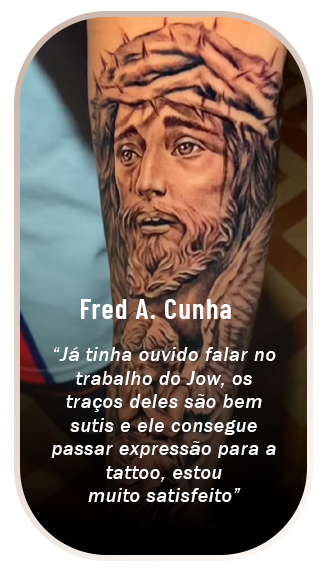 Fred A. Cunha
“Já tinha ouvido falar no
trabalho do Jow, os
traços deles são bem
sutis e ele consegue
passar expressão para a
tattoo, estou
muito satisfeito”